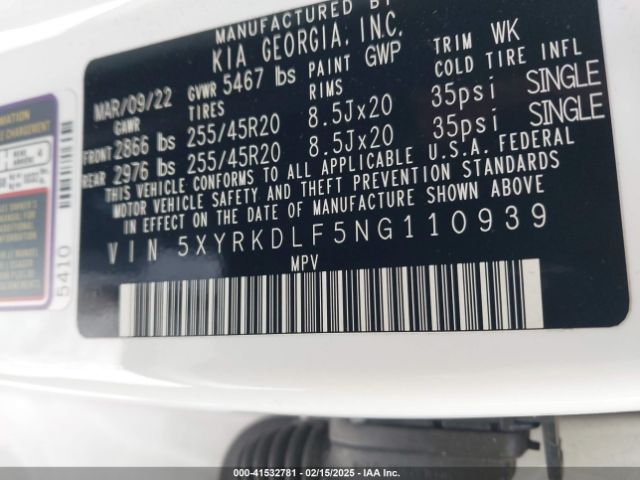 MANUFACTURED BY
KIA GEORGIA, INC.
MAR/09/22 GVWR 5467 lbs PAINT GWP TRIM WK
GAWR TIRES RIMS COLD TIRE INFL
FRONT 2866 lbs 255/45R20 8.5Jx20 35psi SINGLE
REAR 2976 lbs 255/45R20 8.5Jx20 35psi SINGLE
THIS VEHICLE CONFORMS TO ALL APPLICABLE U.S.A. FEDERAL
MOTOR VEHICLE SAFETY AND THEFT PREVENTION STANDARDS
IN EFFECT ON THE DATE OF MANUFACTURE SHOWN ABOVE
VIN 5XYRKDLF5NG110939
MPV
5410
000-41532781 - 02/15/2025 - IAAI.COM